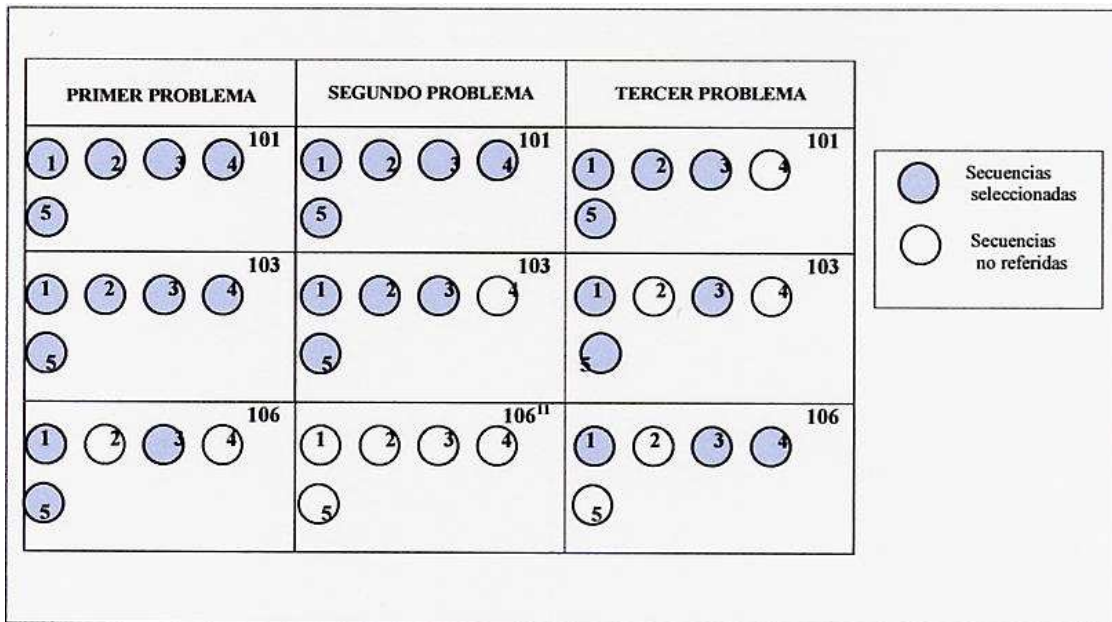 PRIMER PROBLEMA
SEGUNDO PROBLEMA
TERCER PROBLEMA
101
1 2 3 4
5
101
1 2 3 4
5
101
1 2 3 4
5
103
1 2 3 4
5
103
1 2 3 4
5
103
1 2 3 4
5
106
1 2 3 4
5
106¹¹
1 2 3 4
5
106
1 2 3 4
5
Secuencias
seleccionadas
Secuencias
no referidas